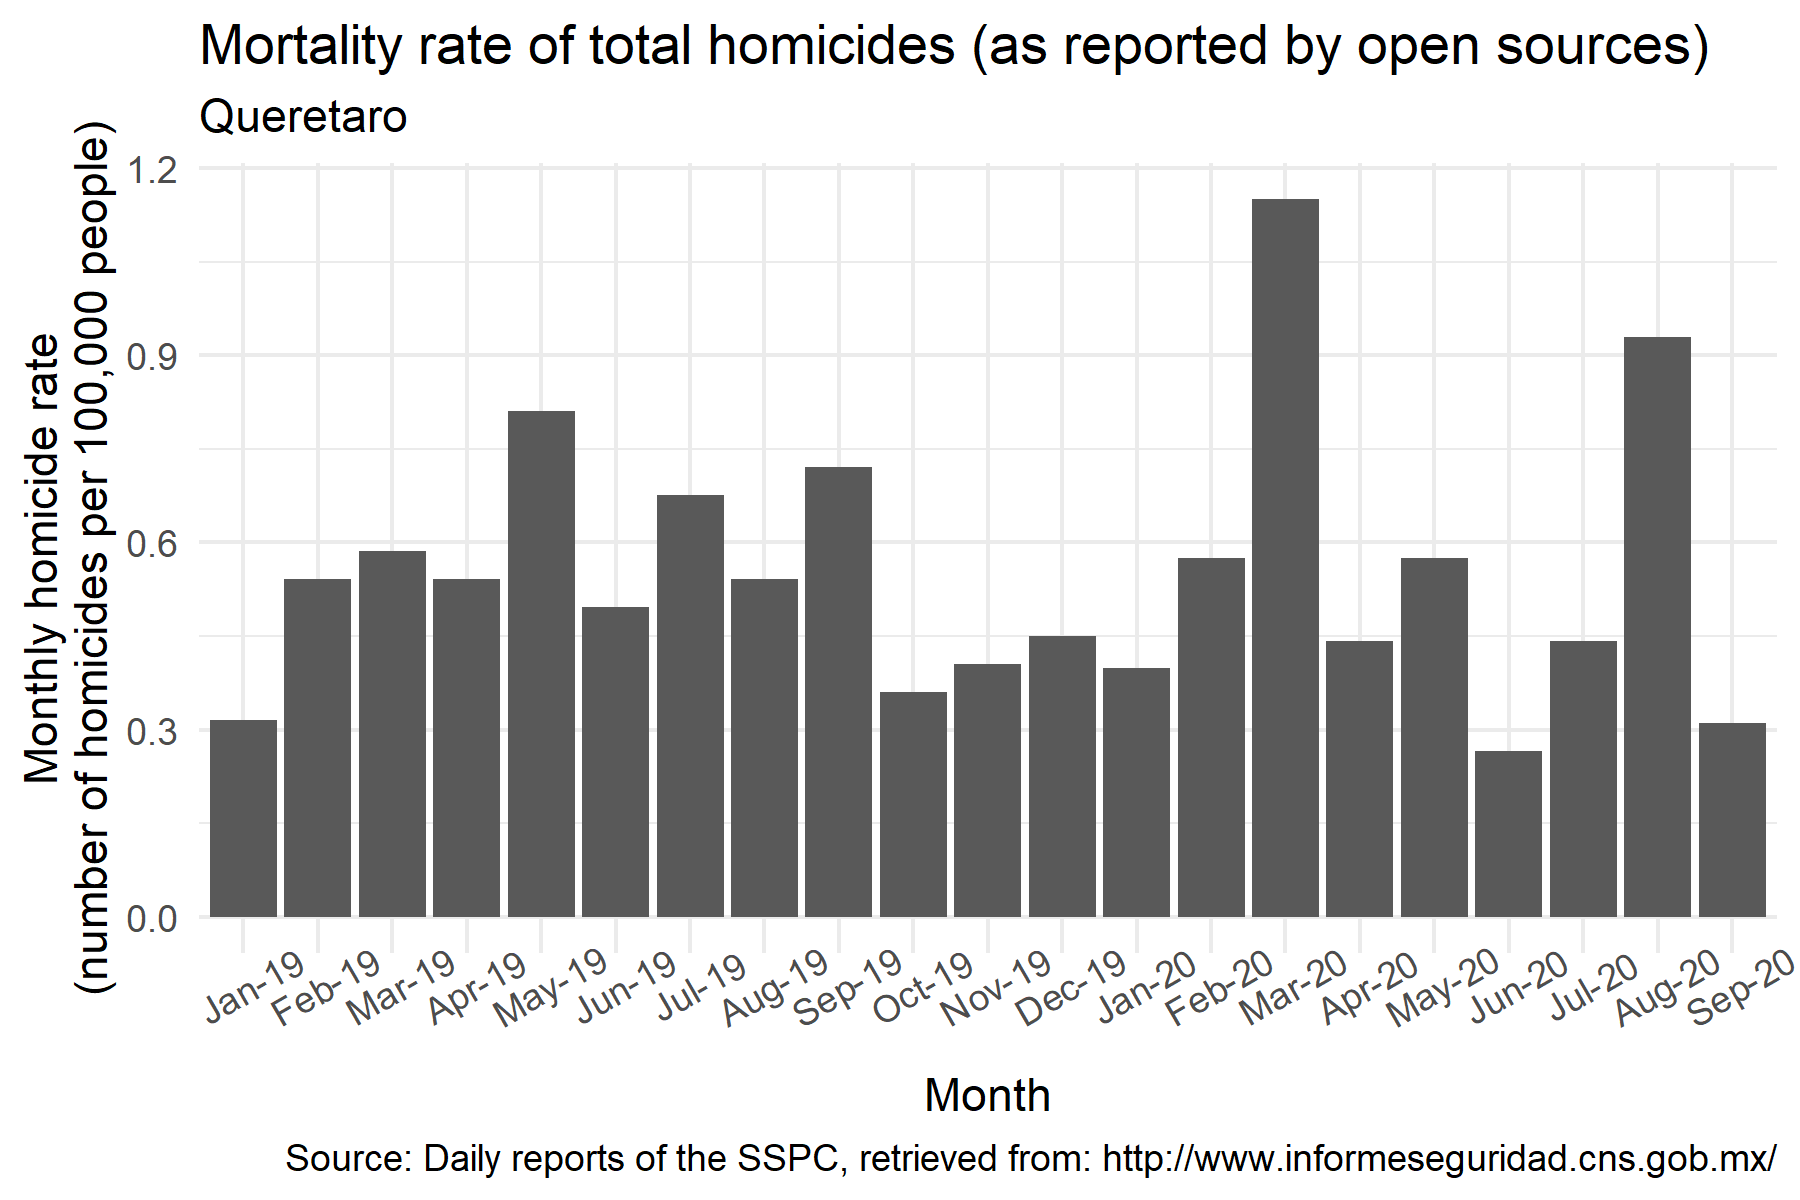 Mortality rate of total homicides (as reported by open sources)
Queretaro
Monthly homicide rate
(number of homicides per 100,000 people)
1.2
0.9
0.6
0.3
0.0
Jan-19
Feb-19
Mar-19
Apr-19
May-19
Jun-19
Jul-19
Aug-19
Sep-19
Oct-19
Nov-19
Dec-19
Jan-20
Feb-20
Mar-20
Apr-20
May-20
Jun-20
Jul-20
Aug-20
Sep-20
Month
Source: Daily reports of the SSPC, retrieved from: http://www.informeseguridad.cns.gob.mx/